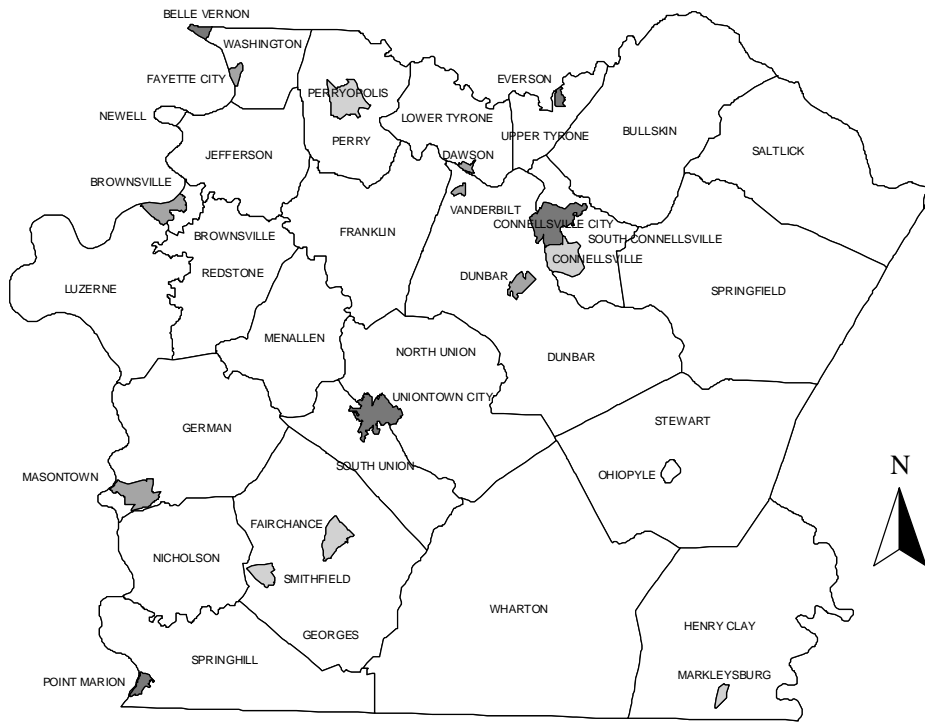 BELLE VERNON
WASHINGTON
FAYETTE CITY
EVERSON
PERRYOPOLIS
NEWELL
LOWER TYRONE
UPPER TYRONE
BULLSKIN
PERRY
SALTLICK
JEFFERSON
DAWSON
BROWNSVILLE
VANDERBILT
CONNELLSVILLE CITY
BROWNSVILLE
FRANKLIN
SOUTH CONNELLSVILLE
CONNELLSVILLE
REDSTONE
DUNBAR
LUZERNE
SPRINGFIELD
MENALLEN
NORTH UNION
DUNBAR
UNIONTOWN CITY
STEWART
GERMAN
SOUTH UNION
N
MASONTOWN
OHIOPYLE
FAIRCHANCE
NICHOLSON
SMITHFIELD
WHARTON
HENRY CLAY
GEORGES
SPRINGHILL
MARKLEYSBURG
POINT MARION